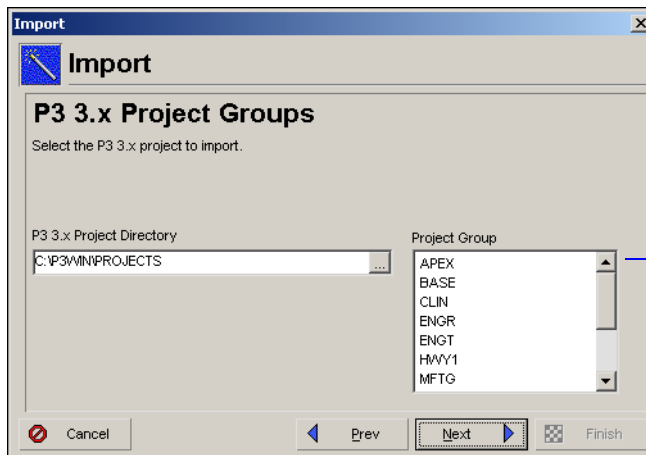 Import
Import
P3 3.x Project Groups
Select the P3 3.x project to import.
P3 3.x Project Directory
C:\P3WIN\PROJECTS
...
Project Group
APEX
BASE
CLIN
ENGR
ENGT
HWY1
MFTG
Cancel
Prev
Next
Finish